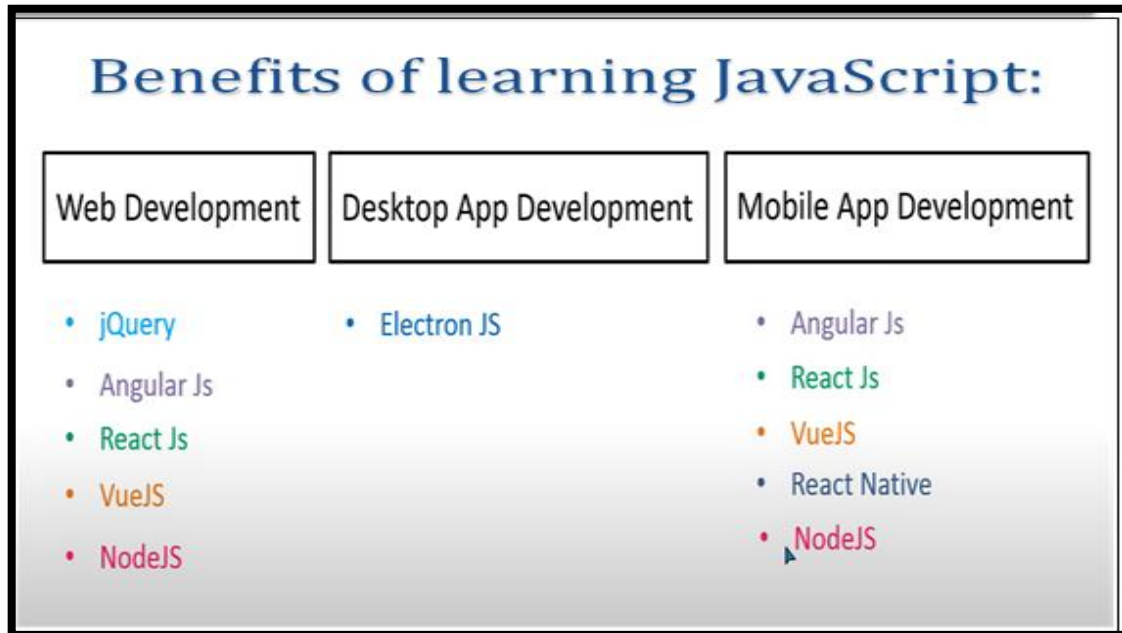 Benefits of learning JavaScript:
Web Development
Desktop App Development
Mobile App Development
• jQuery
• Angular Js
• React Js
• VueJS
• NodeJS
• Electron JS
• Angular Js
• React Js
• VueJS
• React Native
• NodeJS